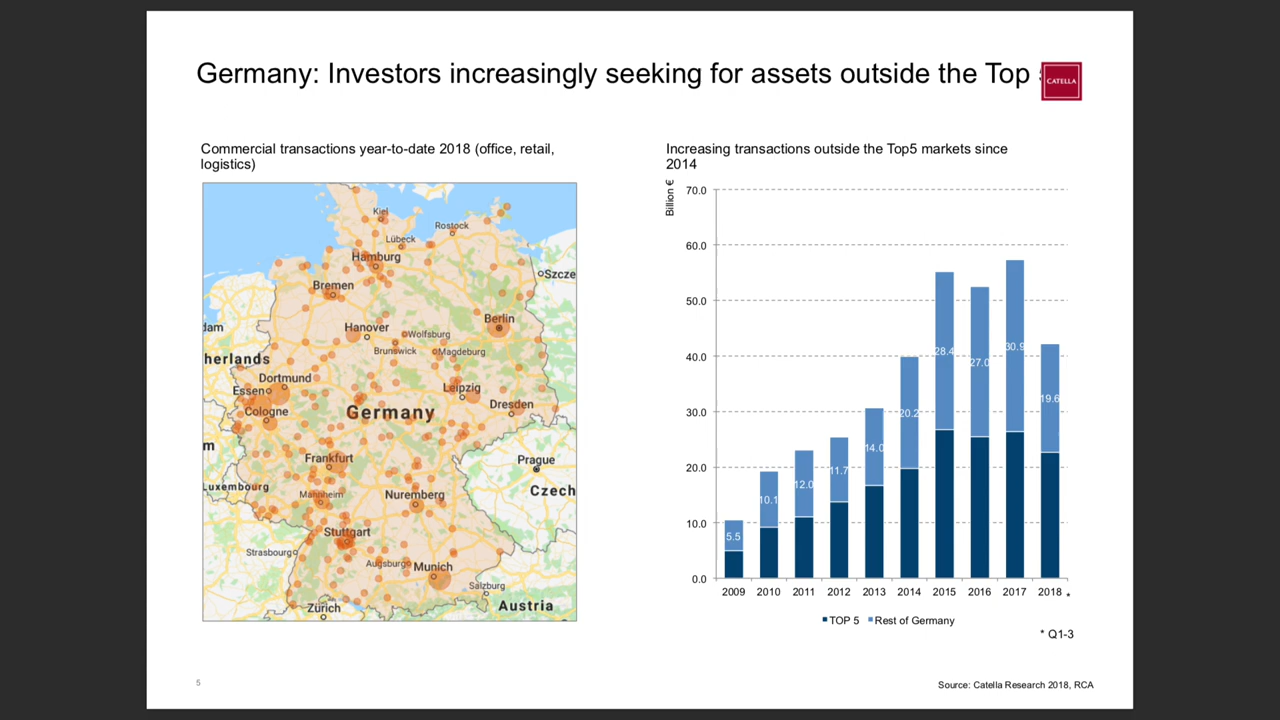 Germany: Investors increasingly seeking for assets outside the Top
CATELLA
Commercial transactions year-to-date 2018 (office, retail,
logistics)
Kiel
Rostock
Lübeck
Hamburg
Szcze
Bremen
Berlin
dam
Hanover
Wolfsburg
Brunswick
Magdeburg
herlands
Dortmund
Essen
Leipzig
Cologne
Germany
Dresden
m
Frankfurt
Prague
Luxembourg
Mannheim
Nuremberg
Czech
Stuttgart
Strasbourg
Augsburg
Munich
Salzburg
Zürich
Austria
Increasing transactions outside the Top5 markets since
2014
Billion €
70.0
60.0
50.0
40.0
30.0
20.0
10.0
0.0
5.5
10.1
12.0
11.7
14.0
20.2
28.4
27.0
30.9
19.6
2009 2010 2011 2012 2013 2014 2015 2016 2017 2018 *
TOP 5 Rest of Germany
* Q1-3
5
Source: Catella Research 2018, RCA